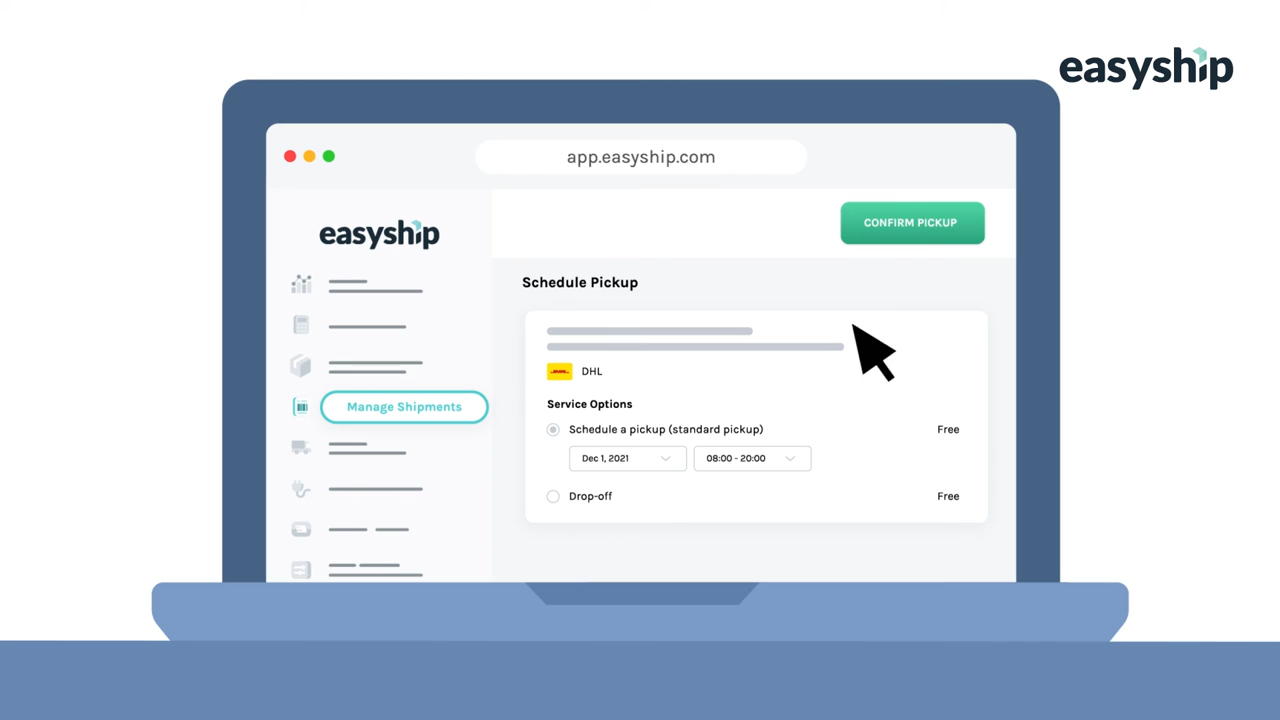 easyship
app.easyship.com
easyship
CONFIRM PICKUP
Schedule Pickup
DHL
DHL
Manage Shipments
Service Options
Schedule a pickup (standard pickup) Free
Dec 1, 2021 08:00 - 20:00
Drop-off Free